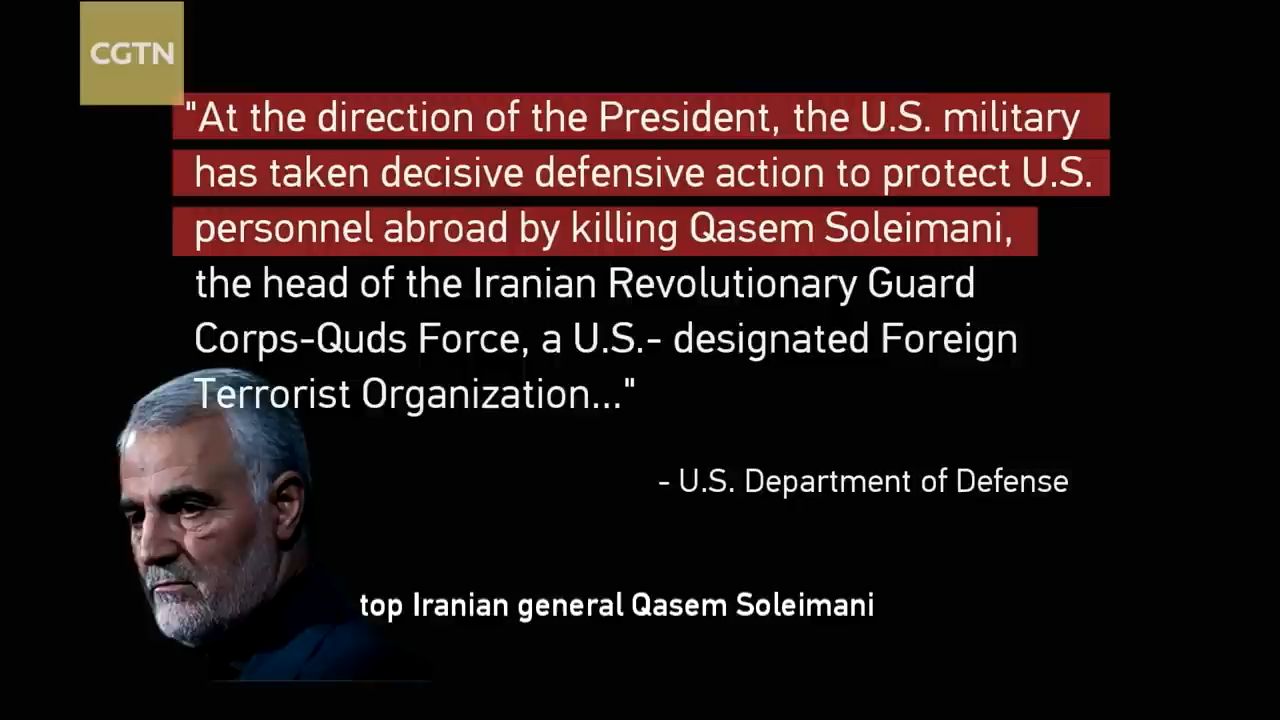 CGTN
"At the direction of the President, the U.S. military
has taken decisive defensive action to protect U.S.
personnel abroad by killing Qasem Soleimani,
the head of the Iranian Revolutionary Guard
Corps-Quds Force, a U.S.- designated Foreign
Terrorist Organization..."
- U.S. Department of Defense
top Iranian general Qasem Soleimani